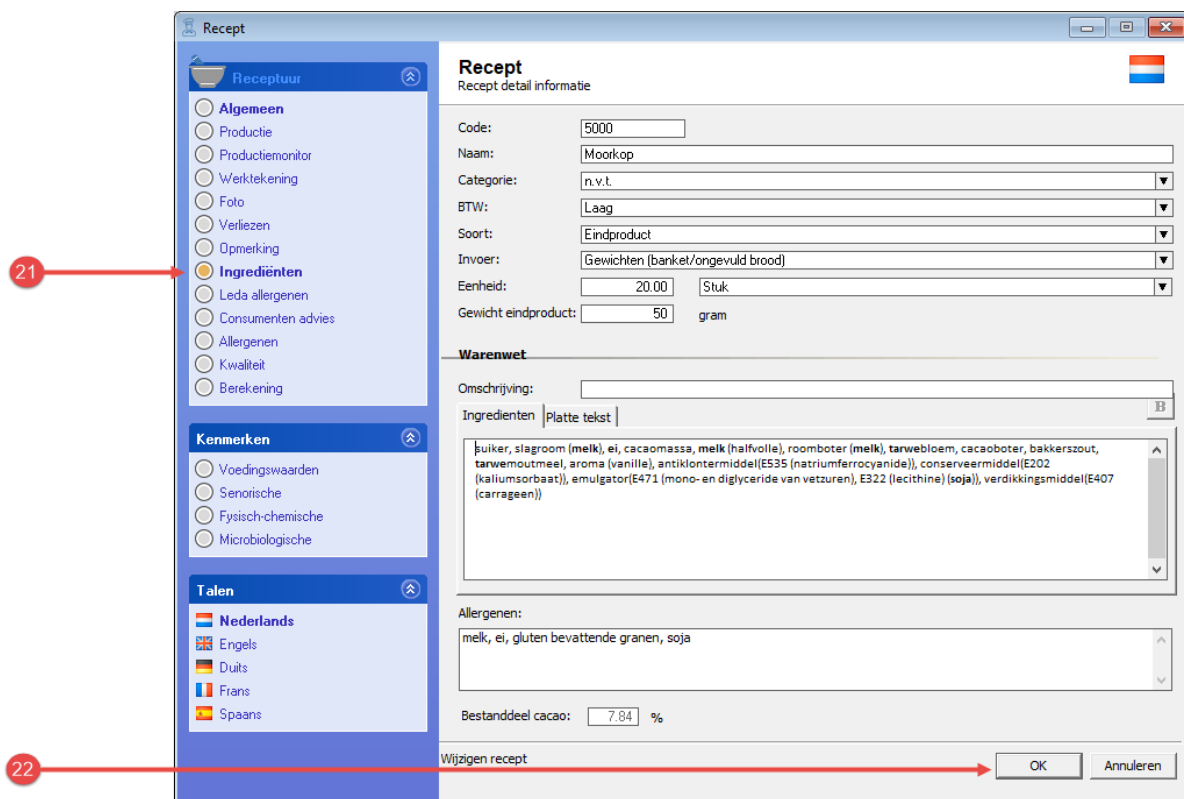 Recept
Receptuur
Algemeen
Productie
Productiemonitor
Werktekening
Foto
Verliezen
Opmerking
21
Ingrediënten
Leda allergenen
Consumenten advies
Allergenen
Kwaliteit
Berekening
Kenmerken
Voedingswaarden
Senorische
Fysisch-chemische
Microbiologische
Talen
Nederlands
Engels
Duits
Frans
Spaans
Recept
Recept detail informatie
Code: 5000
Naam: Moorkop
Categorie: n.v.t.
BTW: Laag
Soort: Eindproduct
Invoer: Gewichten (banket/ongevuld brood)
Eenheid: 20.00 Stuk
Gewicht eindproduct: 50 gram
Warenwet
Omschrijving:
B
Ingredienten Platte tekst
suiker, slagroom (melk), ei, cacaomassa, melk (halfvolle), roomboter (melk), tarwebloem, cacaoboter, bakkerszout,
tarwemoutmeel, aroma (vanille), antiklontermiddel(E535 (natriumferrocyanide)), conserveermiddel(E202
(kaliumsorbaat)), emulgator(E471 (mono- en diglyceride van vetzuren), E322 (lecithine) (soja)), verdikkingsmiddel(E407
(carrageen))
Allergenen:
melk, ei, gluten bevattende granen, soja
Bestanddeel cacao: 7.84 %
Wijzigen recept
22
OK Annuleren